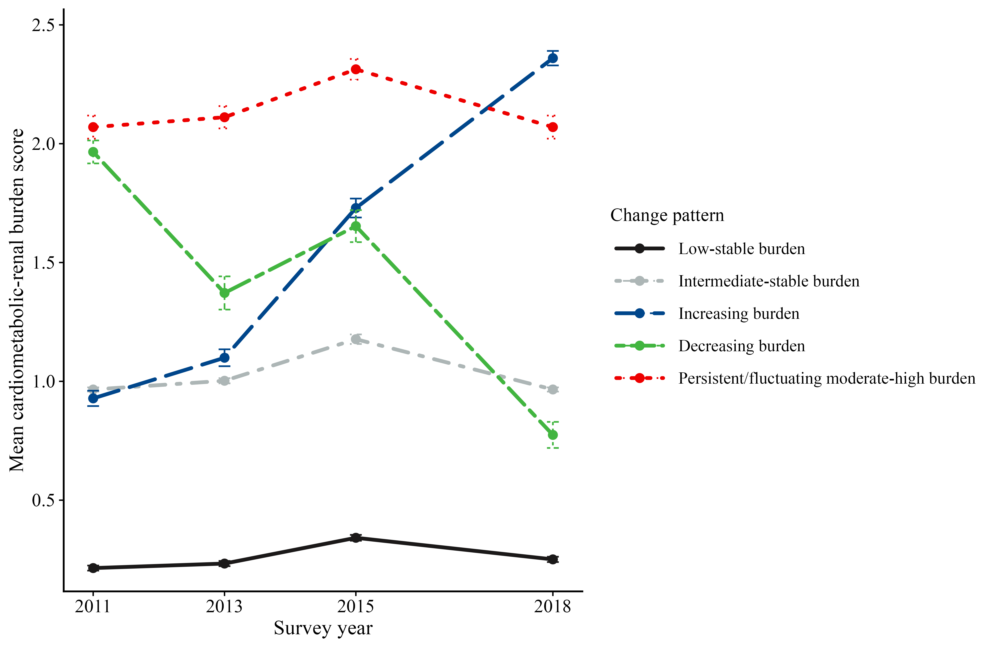 Mean cardiometabolic-renal burden score
2.5
2.0
1.5
1.0
0.5
2011
2013
2015
2018
Survey year
Change pattern
Low-stable burden
Intermediate-stable burden
Increasing burden
Decreasing burden
Persistent/fluctuating moderate-high burden